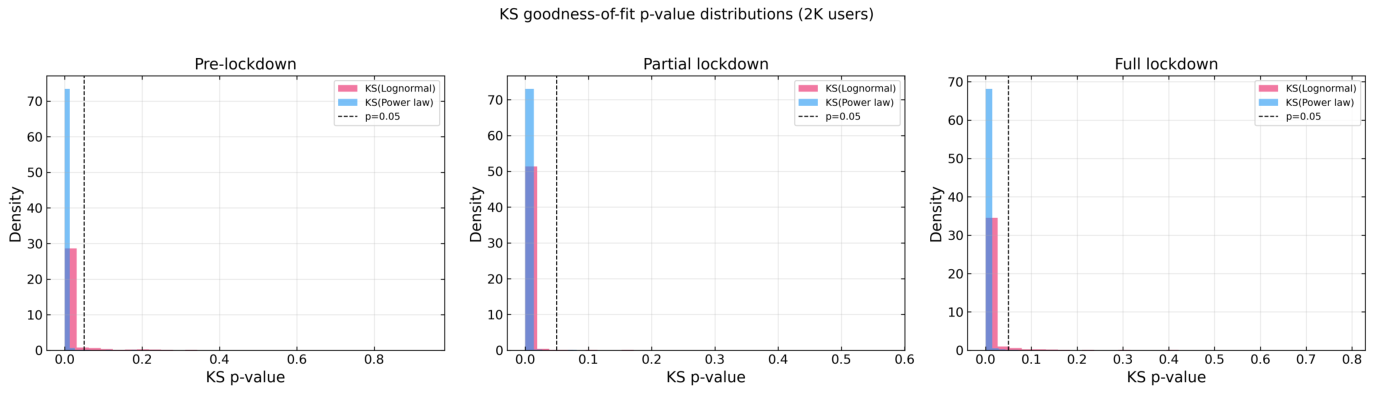 KS goodness-of-fit p-value distributions (2K users)
Pre-lockdown
KS(Lognormal)
KS(Power law)
p=0.05
Density
70
60
50
40
30
20
10
0
0.0 0.2 0.4 0.6 0.8
KS p-value
Partial lockdown
KS(Lognormal)
KS(Power law)
p=0.05
Density
70
60
50
40
30
20
10
0
0.0 0.1 0.2 0.3 0.4 0.5 0.6
KS p-value
Full lockdown
KS(Lognormal)
KS(Power law)
p=0.05
Density
70
60
50
40
30
20
10
0
0.0 0.1 0.2 0.3 0.4 0.5 0.6 0.7 0.8
KS p-value